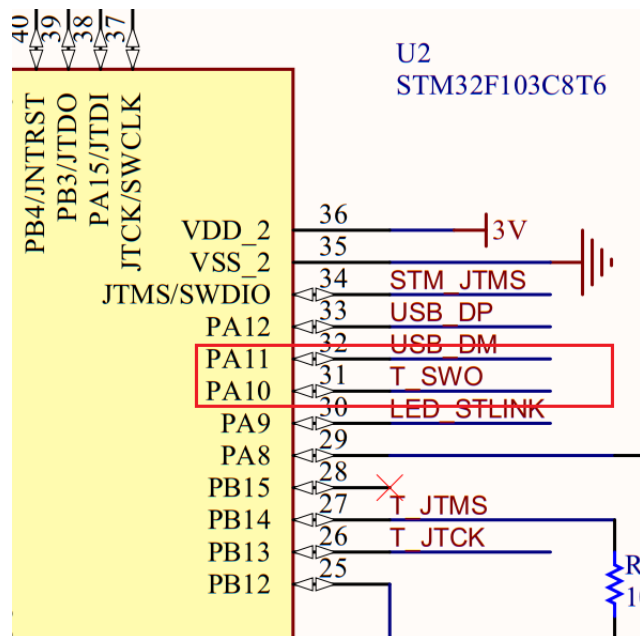 40
39
38
37
U2
STM32F103C8T6
PB4/JNTRST
PB3/JTDO
PA15/JTDI
JTCK/SWCLK
VDD_2 36 3V
VSS_2 35
JTMS/SWDIO 34 STM_JTMS
PA12 33 USB_DP
PA11 32 USB_DM
PA10 31 T_SWO
PA9 30 LED_STLINK
PA8 29
PB15 28
PB14 27 T_JTMS
PB13 26 T_JTCK
PB12 25
R